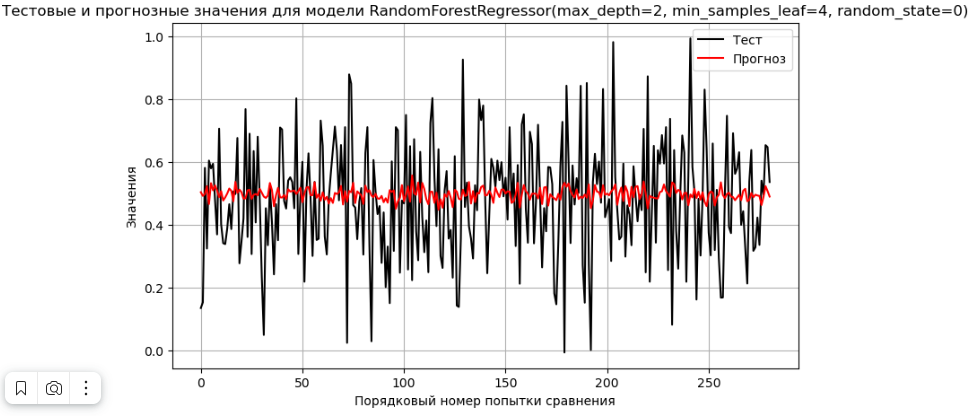 Тестовые и прогнозные значения для модели RandomForestRegressor(max_depth=2, min_samples_leaf=4, random_state=0)
1.0
0.8
0.6
0.4
0.2
0.0
Значения
Тест
Прогноз
0
50
100
150
200
250
Порядковый номер попытки сравнения